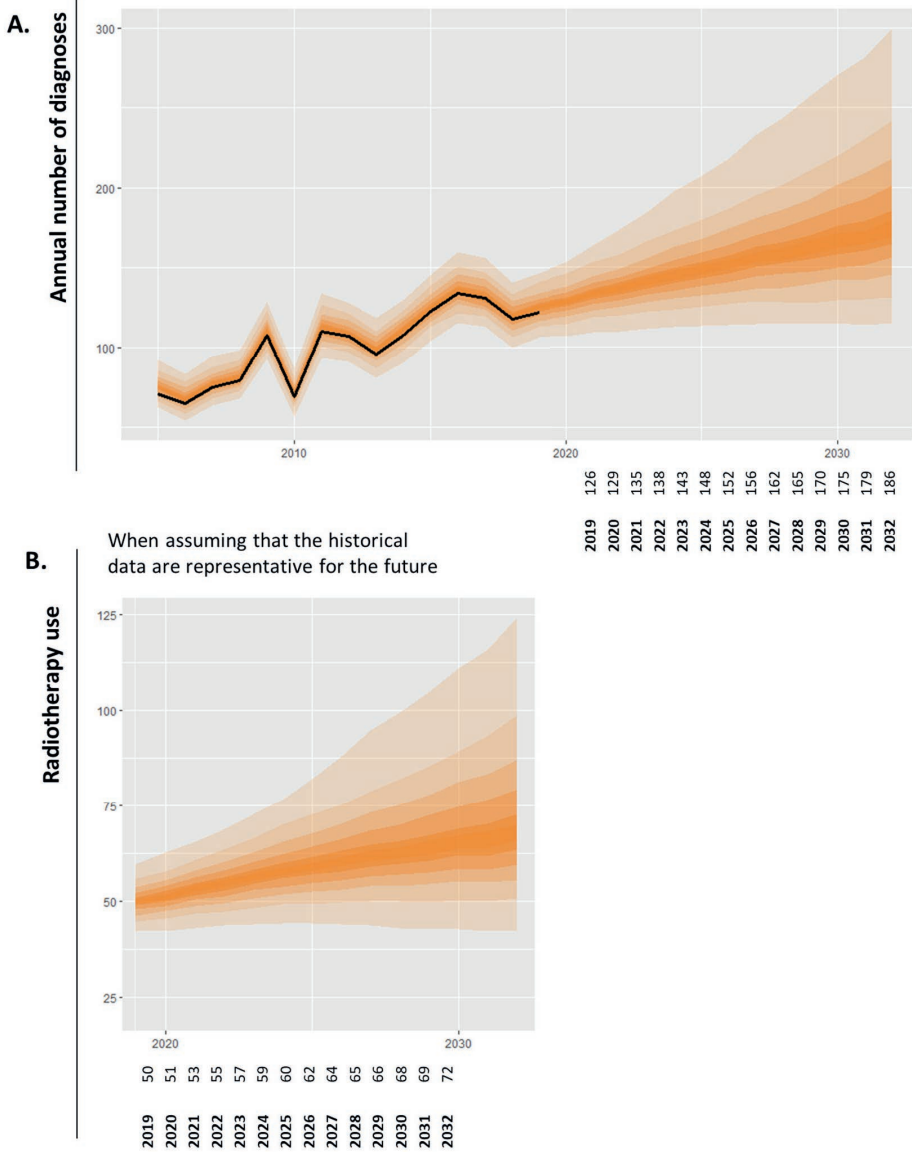 A.
Annual number of diagnoses
300
200
100
2010 2020 2030
126 129 135 138 143 148 152 156 162 165 170 175 179 186
2019 2020 2021 2022 2023 2024 2025 2026 2027 2028 2029 2030 2031 2032
When assuming that the historical
data are representative for the future
B.
Radiotherapy use
125
100
75
50
25
2020 2030
50 51 53 55 57 59 60 62 64 65 66 68 69 72
2019 2020 2021 2022 2023 2024 2025 2026 2027 2028 2029 2030 2031 2032